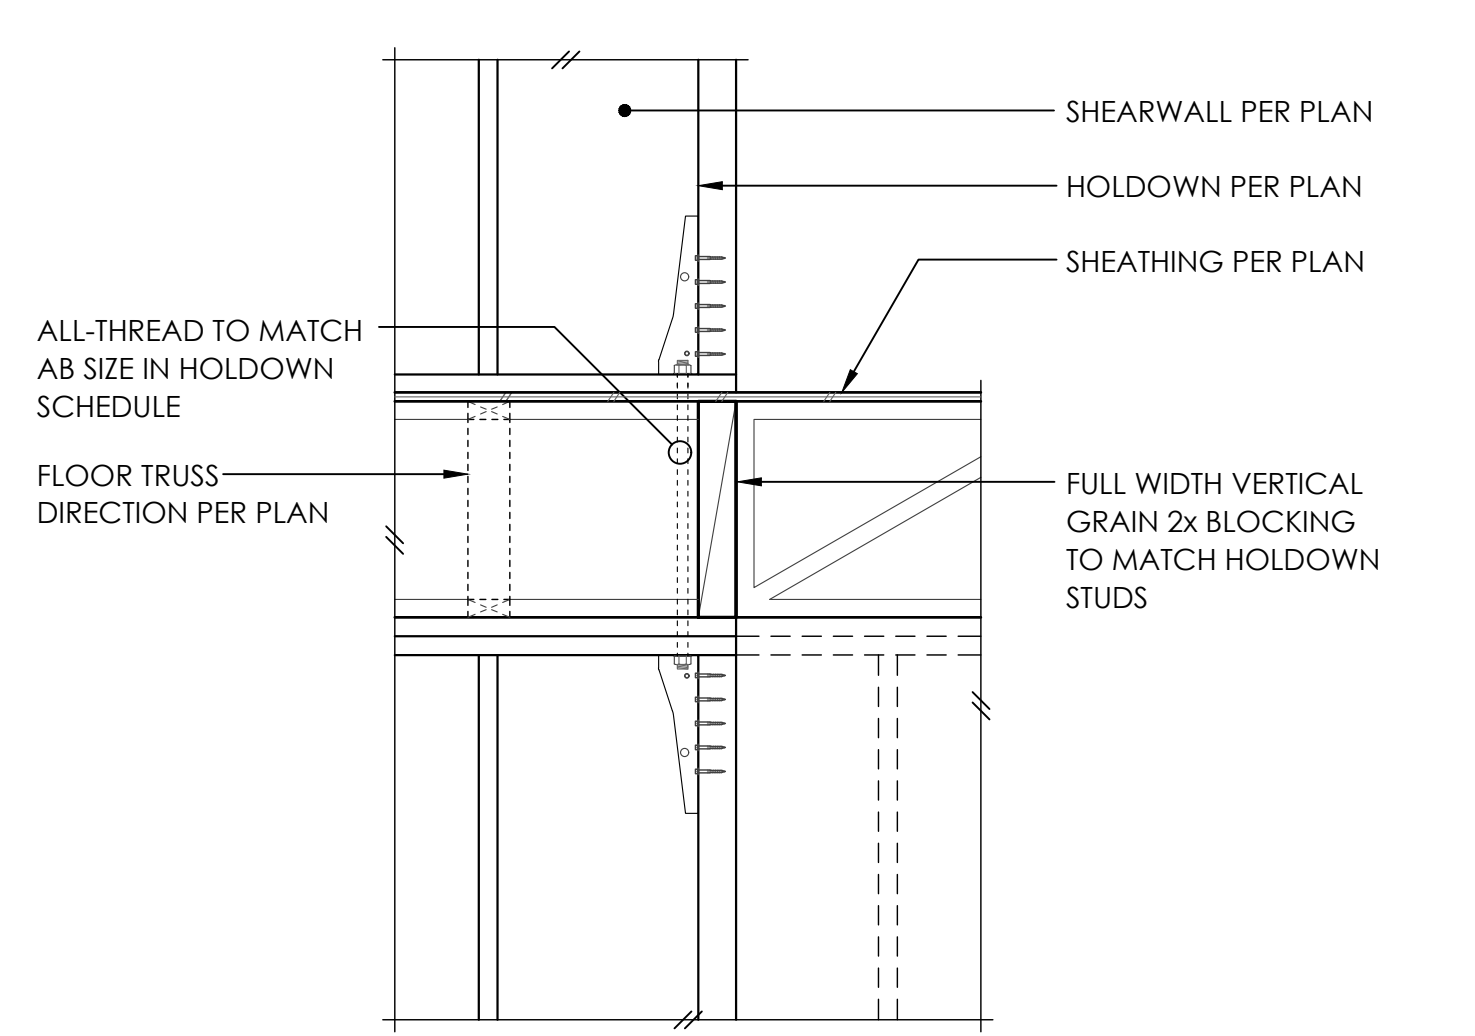 SHEARWALL PER PLAN
HOLDOWN PER PLAN
SHEATHING PER PLAN
ALL-THREAD TO MATCH
AB SIZE IN HOLDOWN
SCHEDULE
FLOOR TRUSS
DIRECTION PER PLAN
FULL WIDTH VERTICAL
GRAIN 2x BLOCKING
TO MATCH HOLDOWN
STUDS